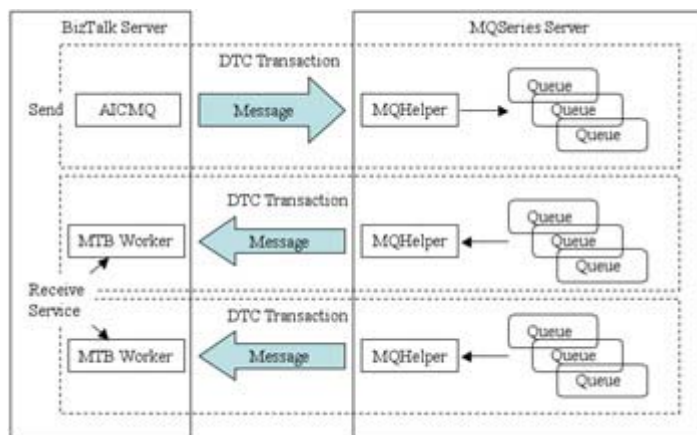 BizTalk Server
MQSeries Server
DTC Transaction
Send
AICMQ
Message
MQHelper
Queue
Queue
Queue
DTC Transaction
MTB Worker
Message
MQHelper
Queue
Queue
Queue
Receive
Service
DTC Transaction
MTB Worker
Message
MQHelper
Queue
Queue
Queue